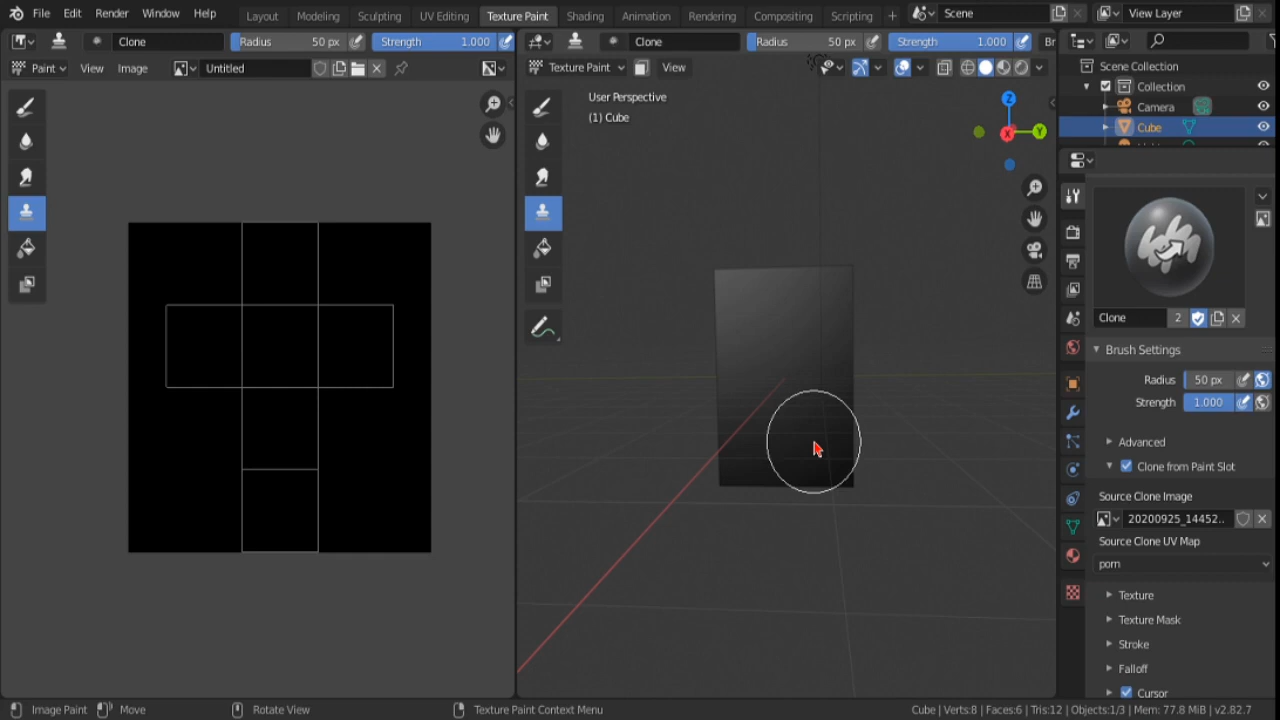 File Edit Render Window Help Layout Modeling Sculpting UV Editing Texture Paint Shading Animation Rendering Compositing Scripting + Scene View Layer
Clone Radius 50 px Strength 1.000 Clone Radius 50 px Strength 1.000 Br
Paint View Image Untitled Texture Paint View
User Perspective
(1) Cube
Z
Y
X
Scene Collection
Collection
Camera
Cube
Clone 2
Brush Settings
Radius 50 px
Strength 1.000
Advanced
Clone from Paint Slot
Source Clone Image
20200925_14452..
Source Clone UV Map
porn
Texture
Texture Mask
Stroke
Falloff
Cursor
Image Paint Move Rotate View Texture Paint Context Menu Cube | Verts:8 | Faces:6 | Tris:12 | Objects:1/3 | Mem: 77.8 MiB | v2.82.7